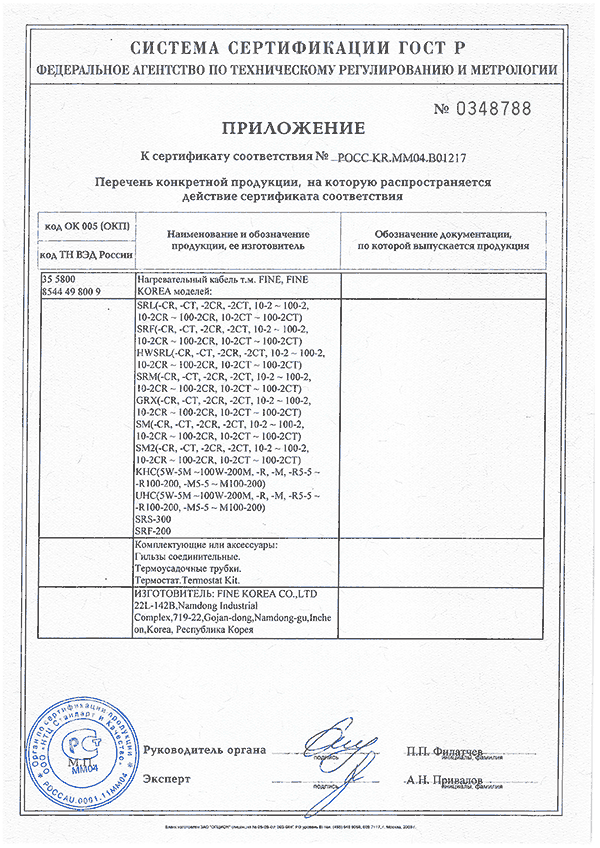 СИСТЕМА СЕРТИФИКАЦИИ ГОСТ Р
ФЕДЕРАЛЬНОЕ АГЕНТСТВО ПО ТЕХНИЧЕСКОМУ РЕГУЛИРОВАНИЮ И МЕТРОЛОГИИ
№ 0348788
ПРИЛОЖЕНИЕ
К сертификату соответствия № РОСС KR.MM04.B01217
Перечень конкретной продукции, на которую распространяется
действие сертификата соответствия
код ОК 005 (ОКП)
код ТН ВЭД России
Наименование и обозначение
продукции, ее изготовитель
Обозначение документации,
по которой выпускается продукция
35 5800
8544 49 800 9
Нагревательный кабель т.м. FINE, FINE
KOREA моделей:
SRL(-CR, -CT, -2CR, -2CT, 10-2 ~ 100-2,
10-2CR ~ 100-2CR, 10-2CT ~ 100-2CT)
SRF(-CR, -CT, -2CR, -2CT, 10-2 ~ 100-2,
10-2CR ~ 100-2CR, 10-2CT ~ 100-2CT)
HWSRL(-CR, -CT, -2CR, -2CT, 10-2 ~ 100-2,
10-2CR ~ 100-2CR, 10-2CT ~ 100-2CT)
SRM(-CR, -CT, -2CR, -2CT, 10-2 ~ 100-2,
10-2CR ~ 100-2CR, 10-2CT ~ 100-2CT)
GRX(-CR, -CT, -2CR, -2CT, 10-2 ~ 100-2,
10-2CR ~ 100-2CR, 10-2CT ~ 100-2CT)
SM(-CR, -CT, -2CR, -2CT, 10-2 ~ 100-2,
10-2CR ~ 100-2CR, 10-2CT ~ 100-2CT)
SM2(-CR, -CT, -2CR, -2CT, 10-2 ~ 100-2,
10-2CR ~ 100-2CR, 10-2CT ~ 100-2CT)
KHC(5W-5M ~100W-200M, -R, -M, -R5-5 ~
-R100-200, -M5-5 ~ M100-200)
UHC(5W-5M ~100W-200M, -R, -M, -R5-5 ~
-R100-200, -M5-5 ~ M100-200)
SRS-300
SRF-200
Комплектующие или аксессуары:
Гильзы соединительные.
Термоусадочные трубки.
Термостат.Termostat Kit.
ИЗГОТОВИТЕЛЬ: FINE KOREA CO.,LTD
22L-142B,Namdong Industrial
Complex,719-22,Gojan-dong,Namdong-gu,Inche
on,Korea, Республика Корея
Орган по сертификации продукции
ООО «НТЦ Стандарт и Качество»
М.П.
ММ04
РОСС RU.0001.11ММ04
Руководитель органа
подпись
П.П. Филатчев
инициалы, фамилия
Эксперт
подпись
А.Н. Привалов
инициалы, фамилия